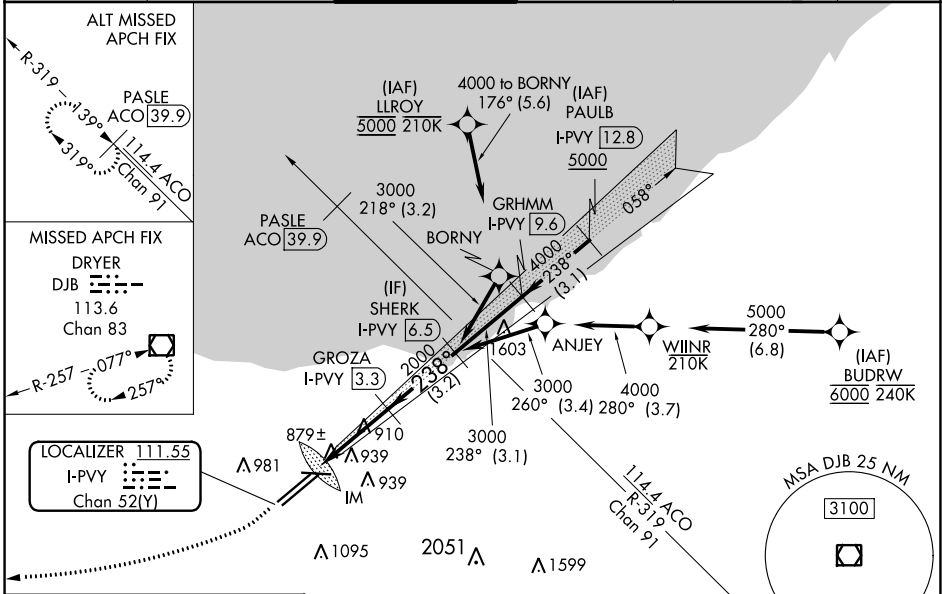 ALT MISSED
APCH FIX
R-319
139°
PASLE
ACO 39.9
319°
114.4 ACO
Chan 91
MISSED APCH FIX
DRYER
DJB
113.6
Chan 83
R-257
077°
257°
LOCALIZER 111.55
I-PVY
Chan 52(Y)
(IAF)
LLROY
5000 210K
4000 to BORNY
176° (5.6)
(IAF)
PAULB
I-PVY 12.8
5000
3000
218° (3.2)
PASLE
ACO 39.9
GRHMM
I-PVY 9.6
058°
BORNY
4000
238°
(3.1)
(IF)
SHERK
I-PVY 6.5
1603
ANJEY
WIINR
210K
5000
280°
(6.8)
(IAF)
BUDRW
6000 240K
GROZA
I-PVY 3.3
2000
238°
(3.2)
3000
260° (3.4)
4000
280° (3.7)
3000
238° (3.1)
879±
910
939
981
939
IM
114.4 ACO
R-319
Chan 91
MSA DJB 25 NM
3100
1095
2051
1599